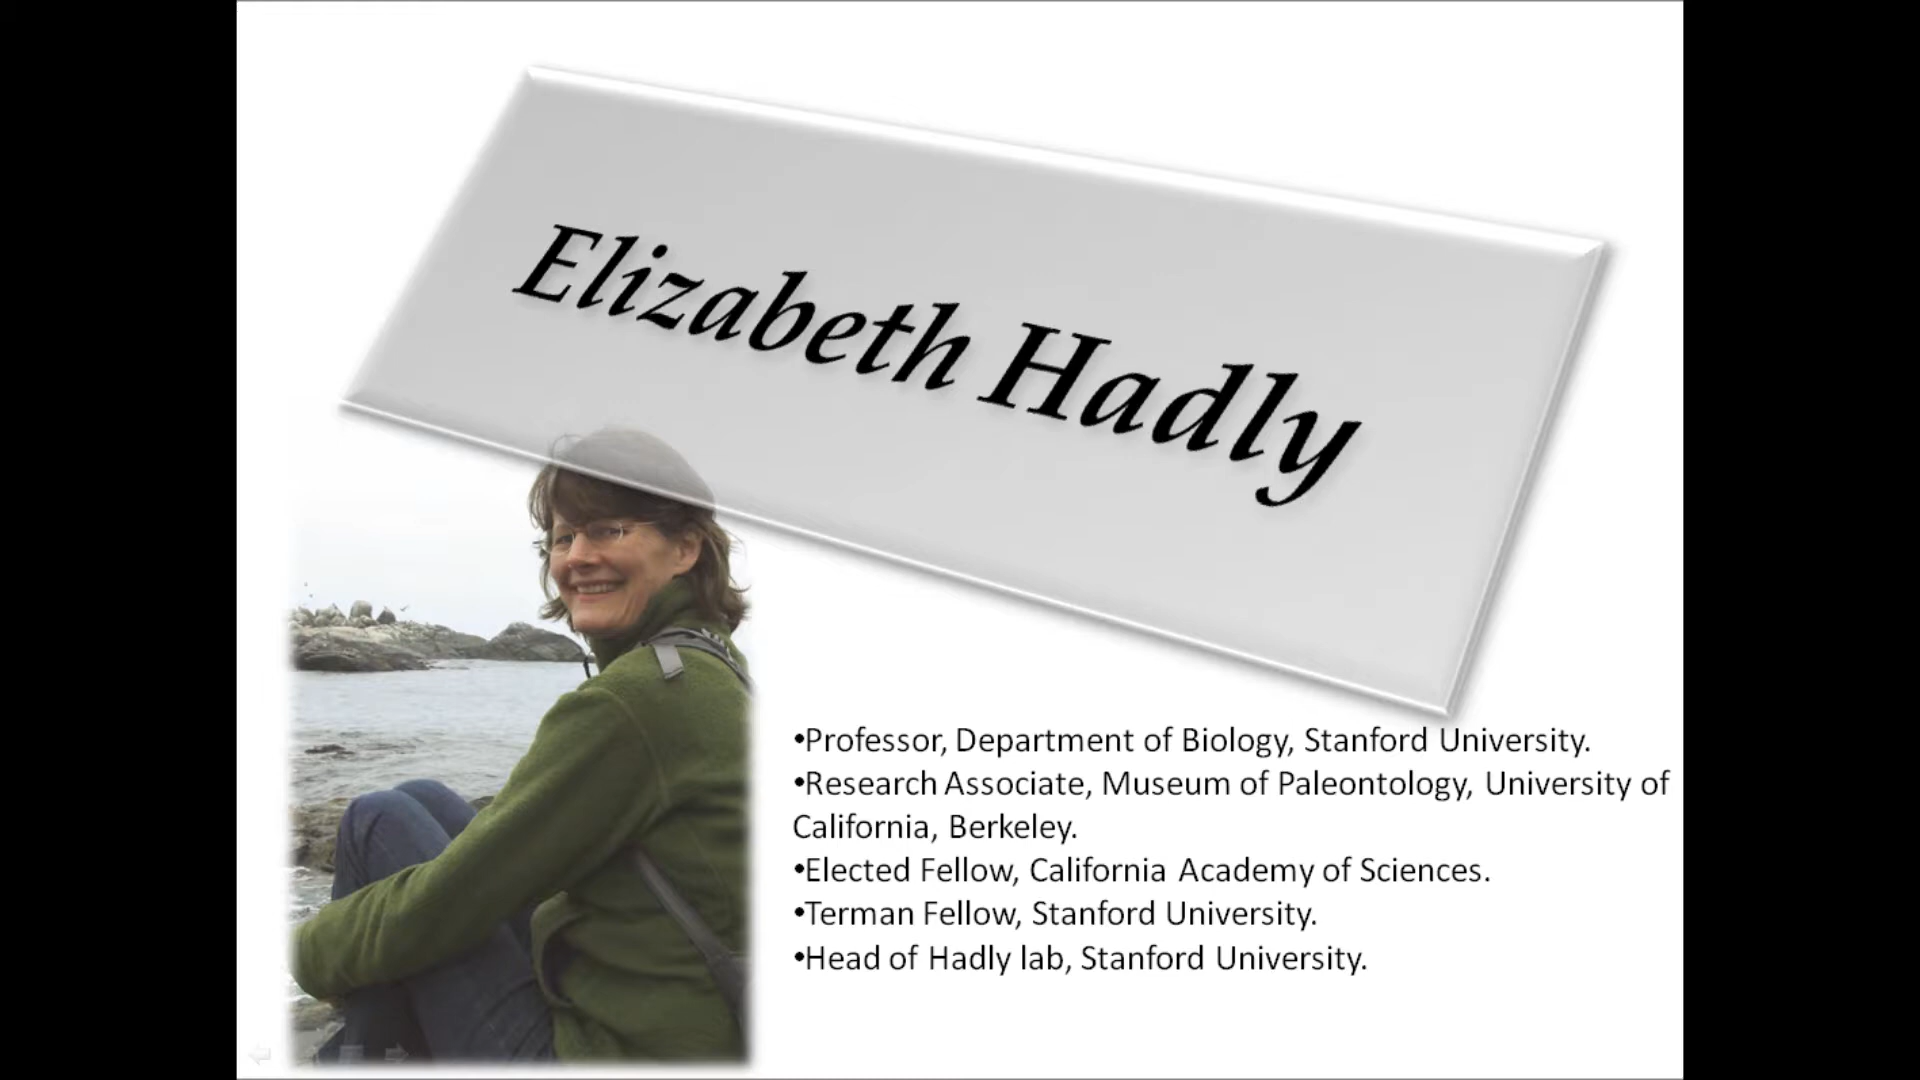 Elizabeth Hadly
•Professor, Department of Biology, Stanford University.
•Research Associate, Museum of Paleontology, University of
California, Berkeley.
•Elected Fellow, California Academy of Sciences.
•Terman Fellow, Stanford University.
•Head of Hadly lab, Stanford University.